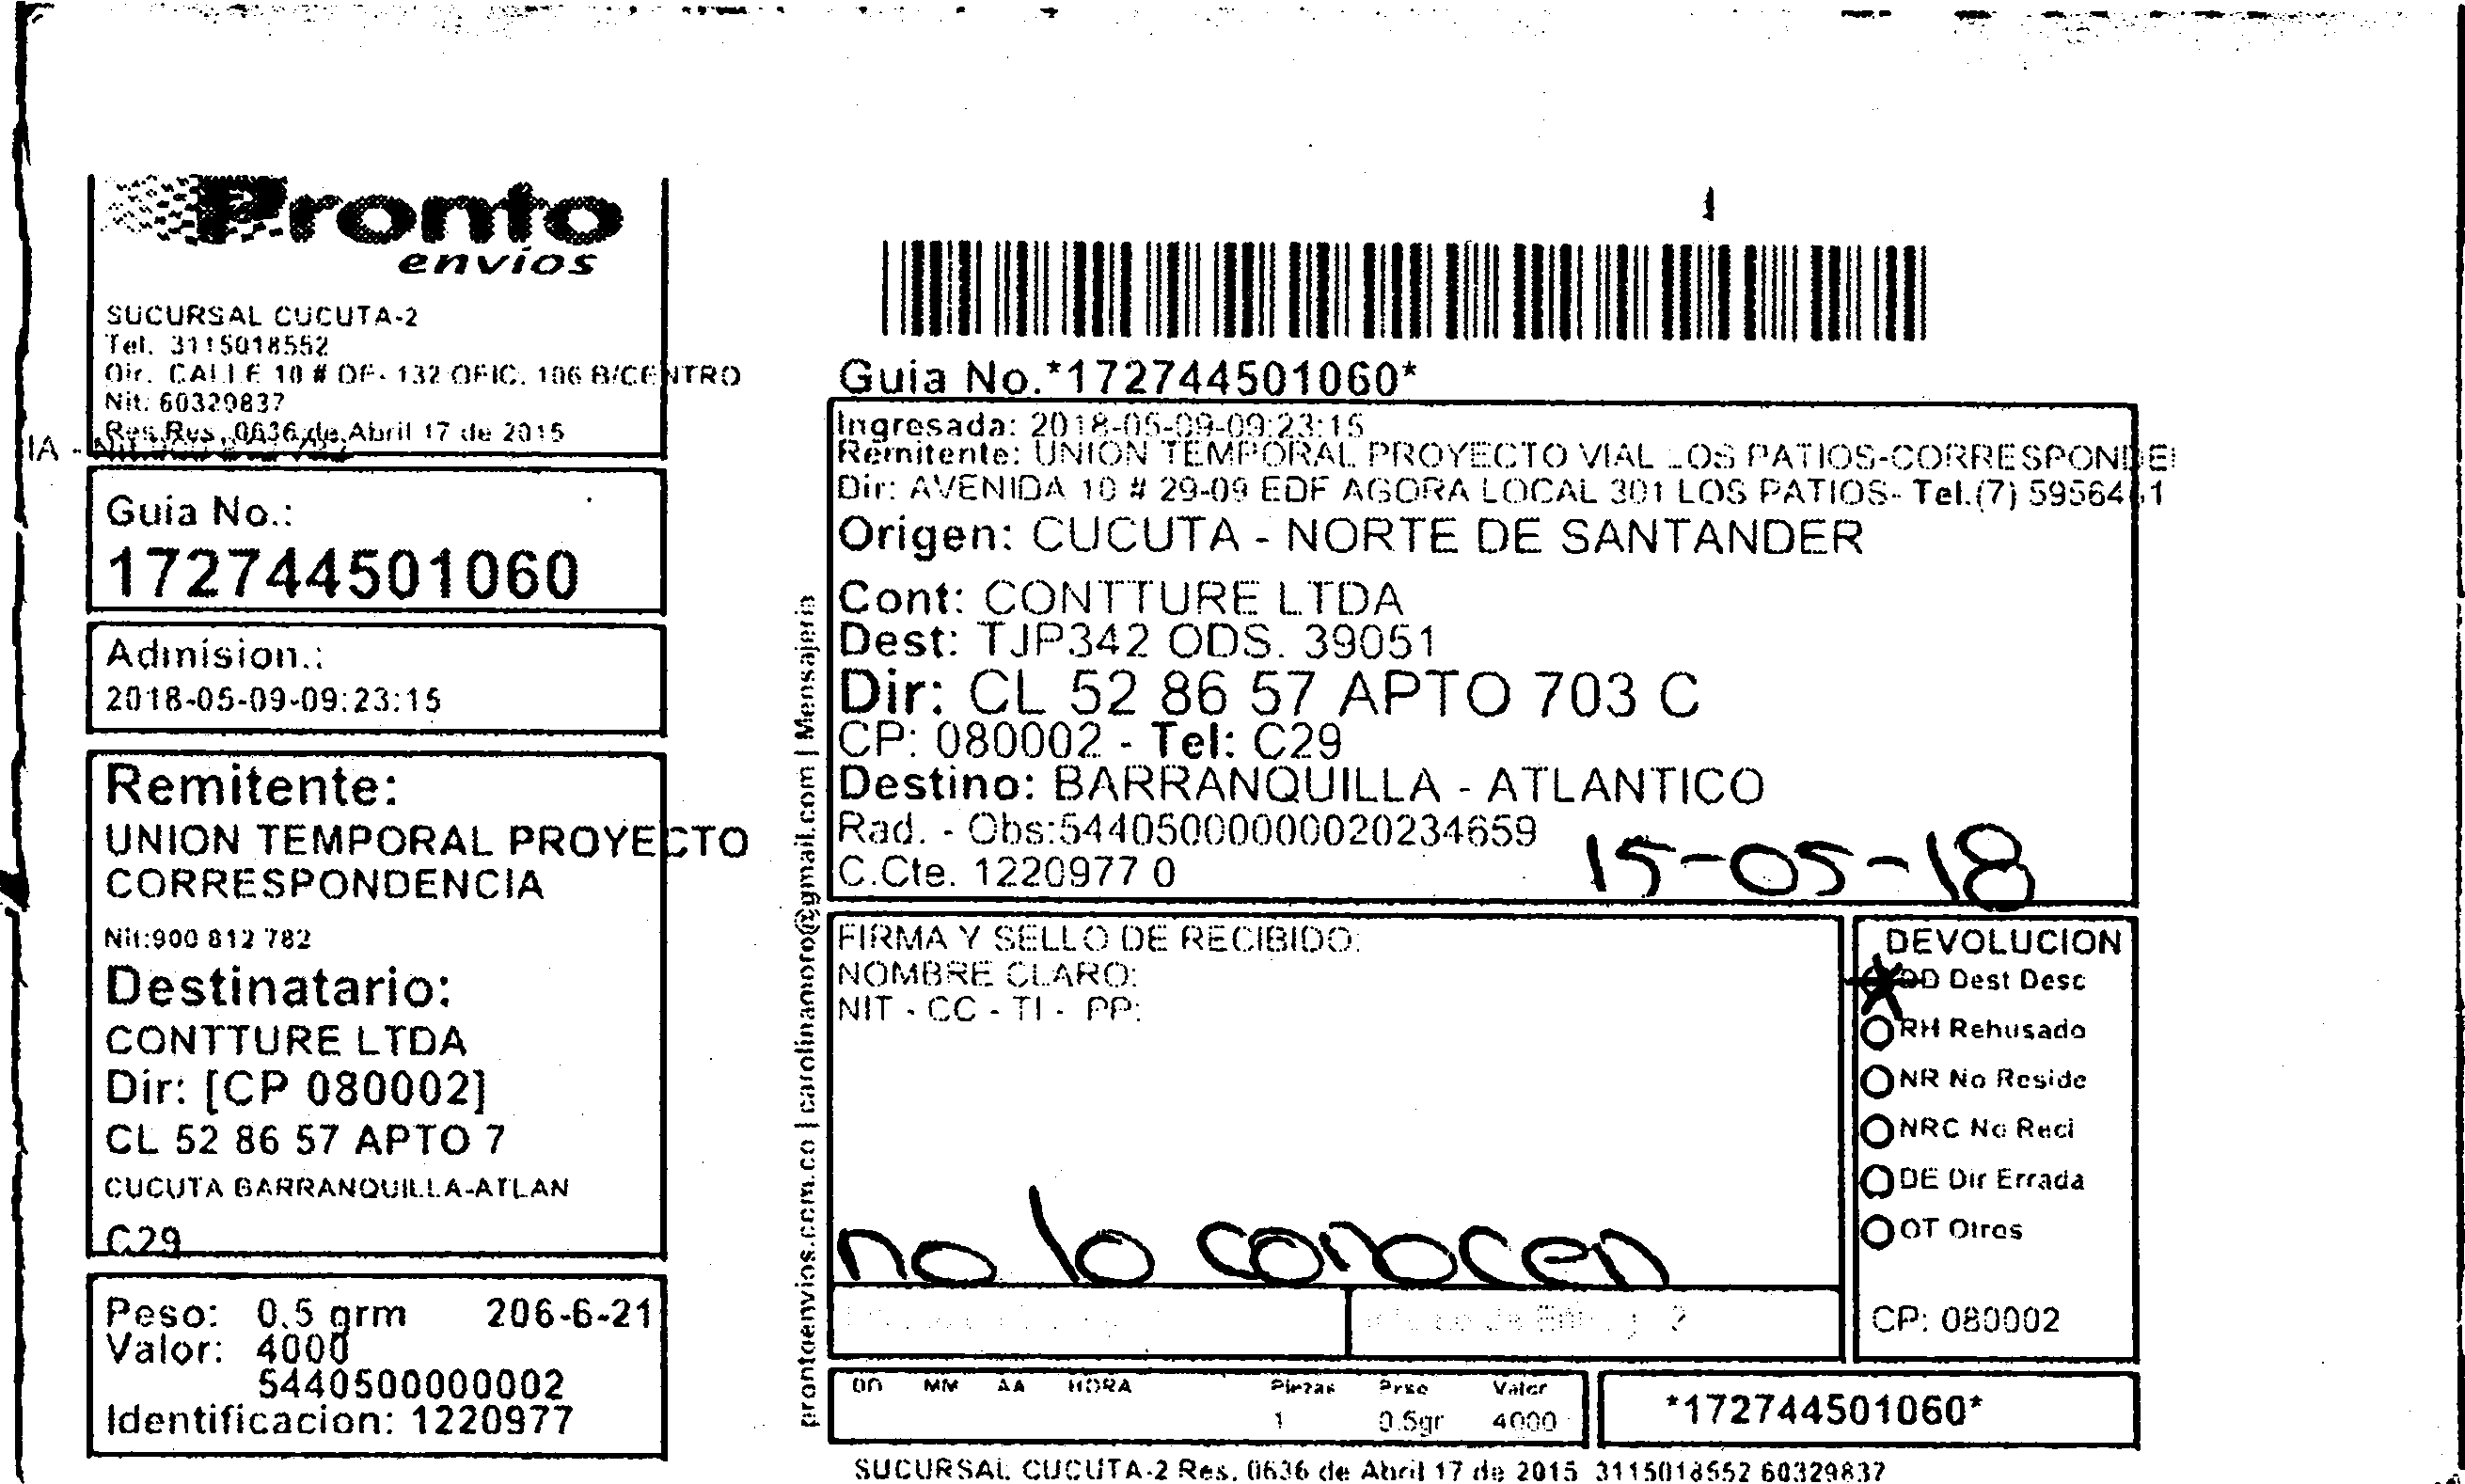 Pronto
envíos
SUCURSAL CUCUTA-2
Tel. 3115018552
Dir. CALLE 10 # OF- 132 OFIC. 106 B/CENTRO
Nit: 60329837
Res.Res. 0636 de Abril 17 de 2015
IA -
Guia No.:
172744501060
Admision.:
2018-05-09-09:23:15
Remitente:
UNION TEMPORAL PROYECTO
CORRESPONDENCIA
Nit:900 812 782
Destinatario:
CONTTURE LTDA
Dir: [CP 080002]
CL 52 86 57 APTO 7
CUCUTA BARRANQUILLA-ATLAN
C29
Peso: 0.5 grm 206-6-21
Valor: 4000
5440500000002
Identificacion: 1220977
prontoenvios.com.co | carolinamoro@gmail.com | Mensajeria
Guia No.*172744501060*
Ingresada: 2018-05-09-09:23:15
Remitente: UNION TEMPORAL PROYECTO VIAL LOS PATIOS-CORRESPONDE
Dir: AVENIDA 10 # 29-09 EDF AGORA LOCAL 301 LOS PATIOS- Tel.(7) 5956461
Origen: CUCUTA - NORTE DE SANTANDER
Cont: CONTTURE LTDA
Dest: TJP342 ODS. 39051
Dir: CL 52 86 57 APTO 703 C
CP: 080002 - Tel: C29
Destino: BARRANQUILLA - ATLANTICO
Rad. - Obs:544050000000020234659
C.Cte. 1220977 0
15-05-18
FIRMA Y SELLO DE RECIBIDO:
NOMBRE CLARO:
NIT - CC - TI - PP:
no lo conocen
DEVOLUCION
DD Dest Desc
RH Rehusado
NR No Reside
NRC No Reci
DE Dir Errada
OT Otros
CP: 080002
DD MM AA HORA Piezas Peso Valor
1 0.5gr 4000
*172744501060*
SUCURSAL CUCUTA-2 Res. 0636 de Abril 17 de 2015 3115018552 60329837